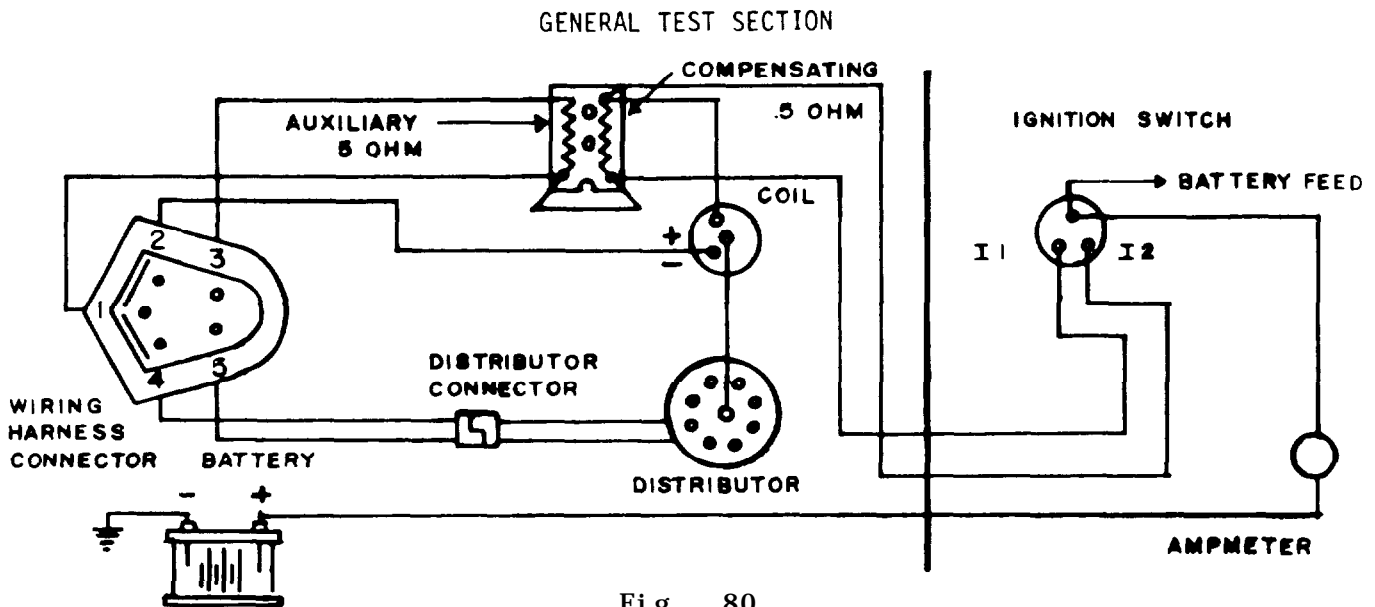 GENERAL TEST SECTION
COMPENSATING
.5 OHM
AUXILIARY
5 OHM
IGNITION SWITCH
BATTERY FEED
COIL
+
-
I1
I2
2
3
1
4
5
DISTRIBUTOR
CONNECTOR
WIRING
HARNESS
CONNECTOR
BATTERY
DISTRIBUTOR
- +
AMPMETER
Fig. 80